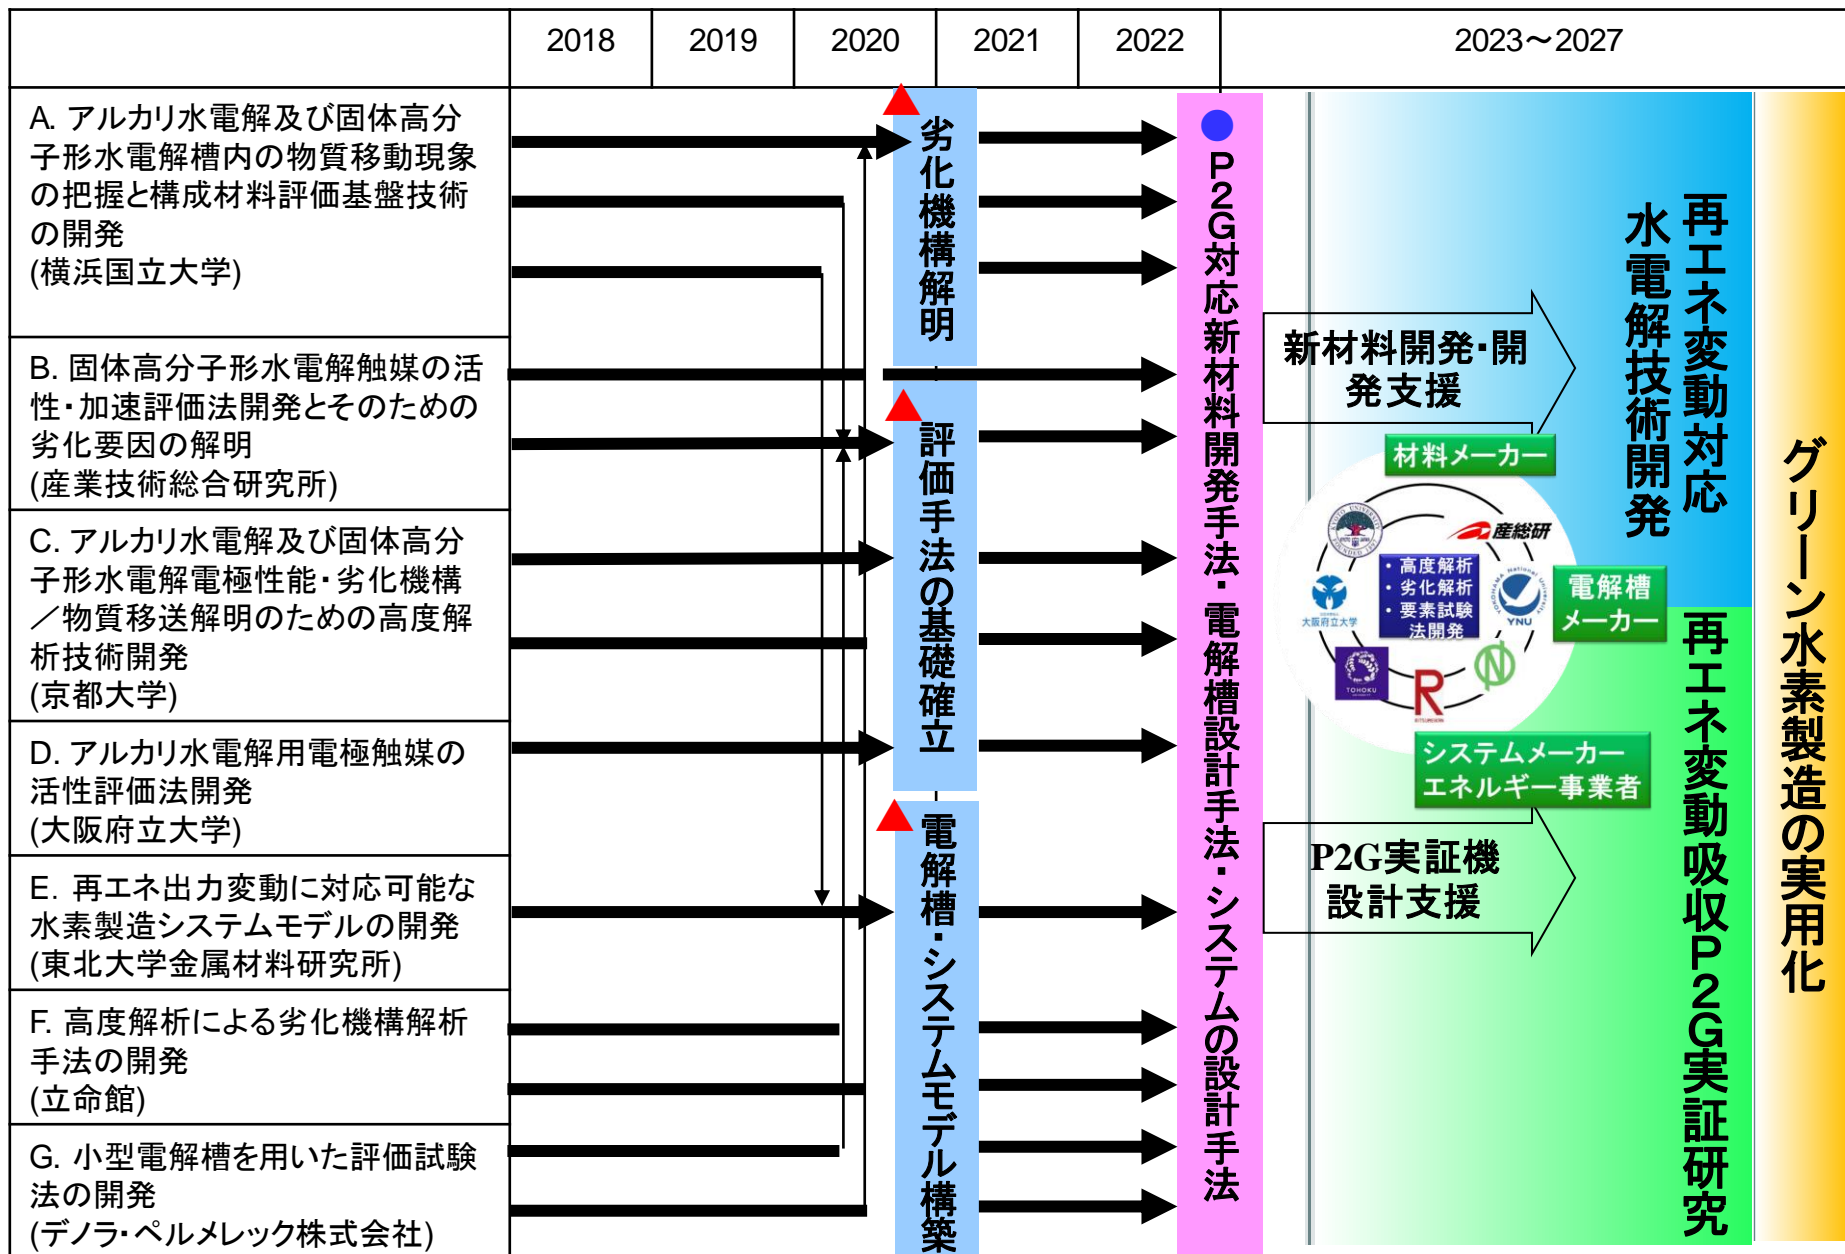 2018
2019
2020
2021
2022
2023～2027
A. アルカリ水電解及び固体高分
子形水電解槽内の物質移動現象
の把握と構成材料評価基盤技術
の開発
(横浜国立大学)
B. 固体高分子形水電解触媒の活
性・加速評価法開発とそのための
劣化要因の解明
(産業技術総合研究所)
C. アルカリ水電解及び固体高分
子形水電解電極性能・劣化機構
／物質移送解明のための高度解
析技術開発
(京都大学)
D. アルカリ水電解用電極触媒の
活性評価法開発
(大阪府立大学)
E. 再エネ出力変動に対応可能な
水素製造システムモデルの開発
(東北大学金属材料研究所)
F. 高度解析による劣化機構解析
手法の開発
(立命館)
G. 小型電解槽を用いた評価試験
法の開発
(デノラ・ペルメレック株式会社)
劣化機構解明
評価手法の基礎確立
電解槽・システムモデル構築
P2G対応新材料開発手法・電解槽設計手法・システムの設計手法
新材料開発・開
発支援
P2G実証機
設計支援
材料メーカー
産総研
・高度解析
・劣化解析
・要素試験
法開発
大阪府立大学
YOKOHAMA National University
YNU
電解槽
メーカー
TOHOKU
R
RITSUMEIKAN
システムメーカー
エネルギー事業者
再エネ変動対応
水電解技術開発
再エネ変動吸収P2G実証研究
グリーン水素製造の実用化